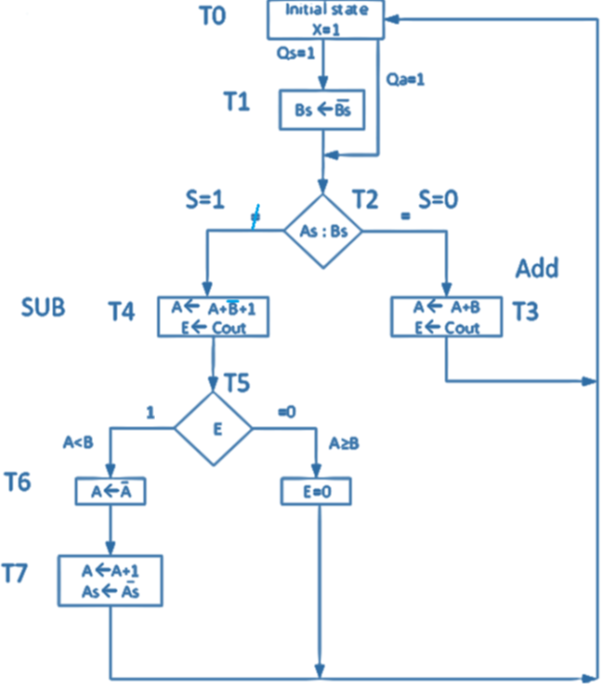 T0
Initial state
X=1
Qs=1
Qa=1
T1
Bs ← B̅s̅
S=1
T2
S=0
≠
As : Bs
=
Add
SUB
T4
A ← A+B̅+1
E ← Cout
A ← A+B
E ← Cout
T3
T5
1
E
=0
A<B
A≥B
T6
A ← A̅
E=0
T7
A ← A+1
As ← A̅s